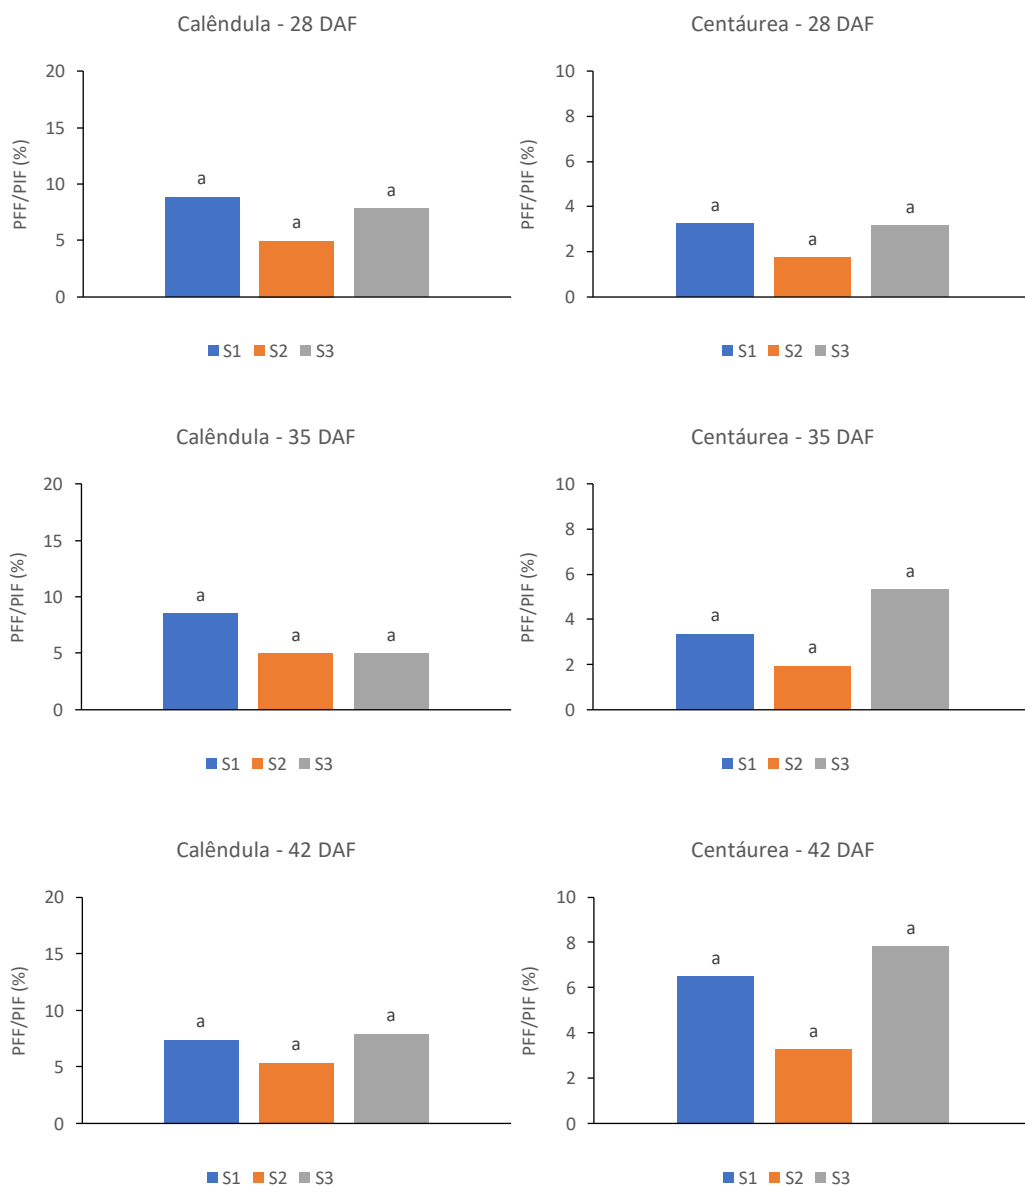 Calêndula - 28 DAF
PFF/PIF (%)
20
15
10
5
0
a
a
a
S1 S2 S3
Centáurea - 28 DAF
PFF/PIF (%)
10
8
6
4
2
0
a
a
a
S1 S2 S3
Calêndula - 35 DAF
PFF/PIF (%)
20
15
10
5
0
a
a
a
S1 S2 S3
Centáurea - 35 DAF
PFF/PIF (%)
10
8
6
4
2
0
a
a
a
S1 S2 S3
Calêndula - 42 DAF
PFF/PIF (%)
20
15
10
5
0
a
a
a
S1 S2 S3
Centáurea - 42 DAF
PFF/PIF (%)
10
8
6
4
2
0
a
a
a
S1 S2 S3